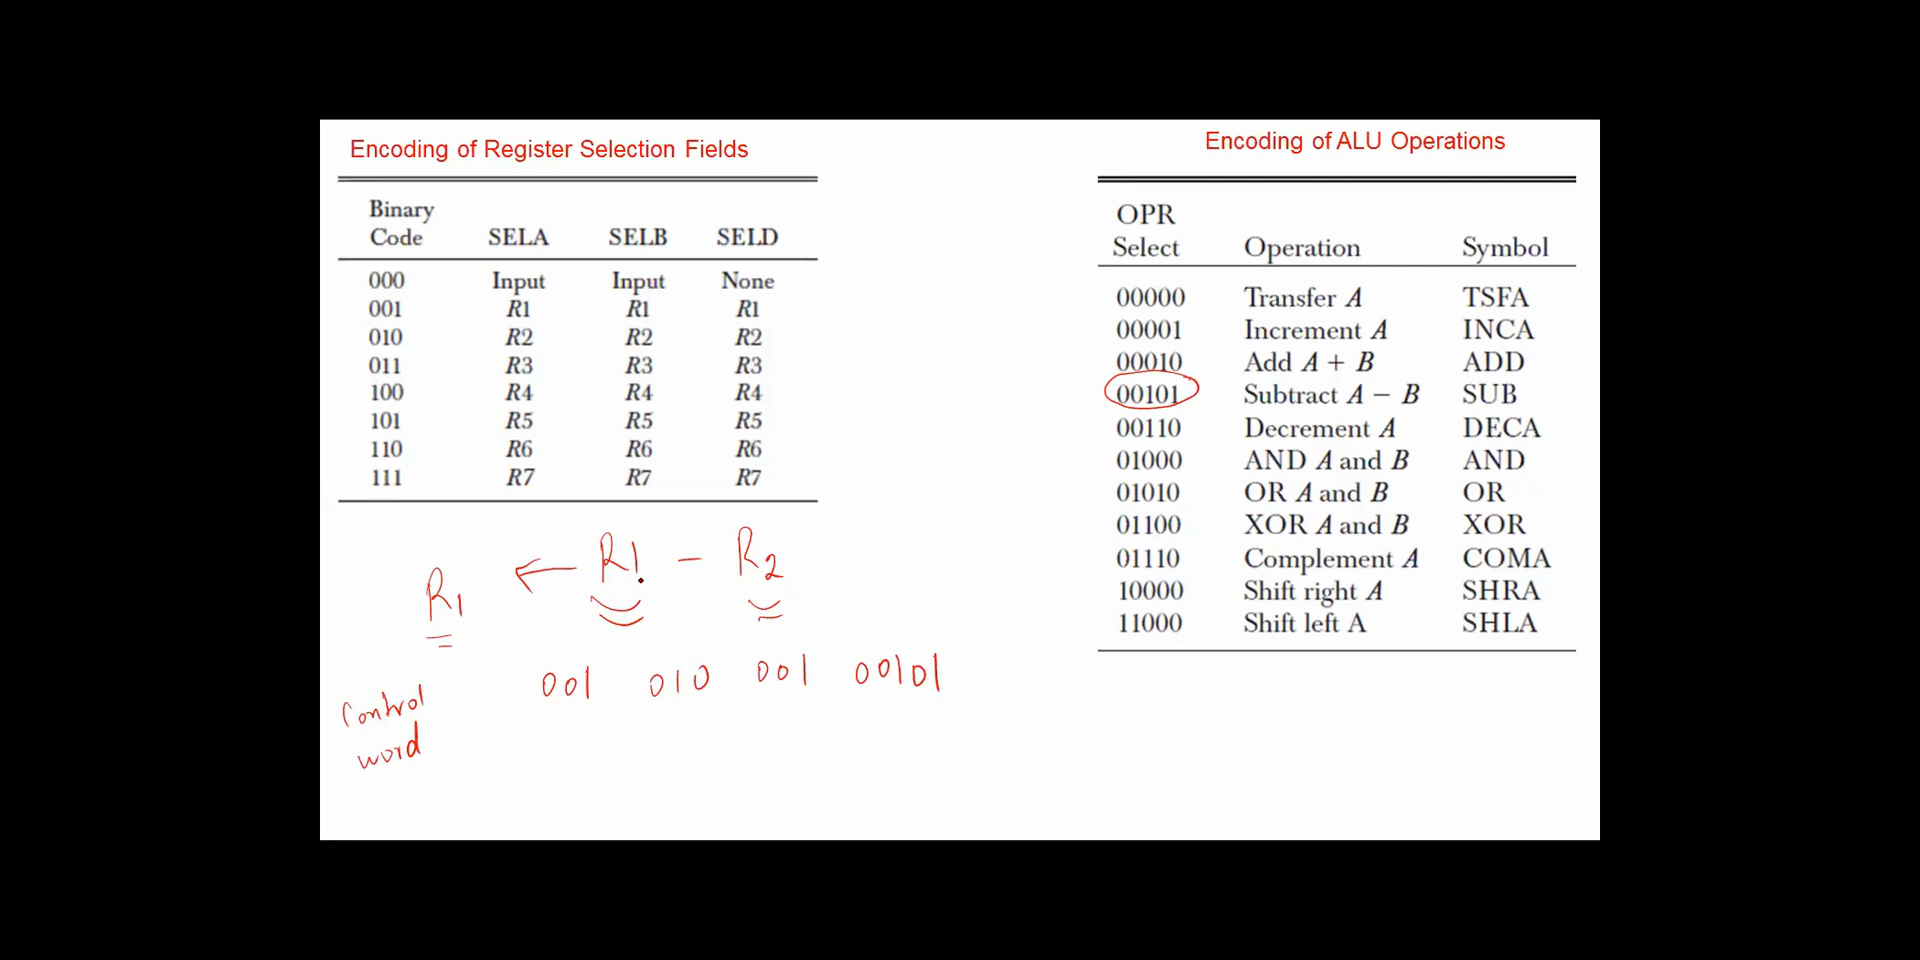 Encoding of Register Selection Fields
Binary
Code SELA SELB SELD
000 Input Input None
001 R1 R1 R1
010 R2 R2 R2
011 R3 R3 R3
100 R4 R4 R4
101 R5 R5 R5
110 R6 R6 R6
111 R7 R7 R7
R1 ← R1 − R2
Control
word
001 010 001 00101
Encoding of ALU Operations
OPR
Select Operation Symbol
00000 Transfer A TSFA
00001 Increment A INCA
00010 Add A + B ADD
00101 Subtract A − B SUB
00110 Decrement A DECA
01000 AND A and B AND
01010 OR A and B OR
01100 XOR A and B XOR
01110 Complement A COMA
10000 Shift right A SHRA
11000 Shift left A SHLA